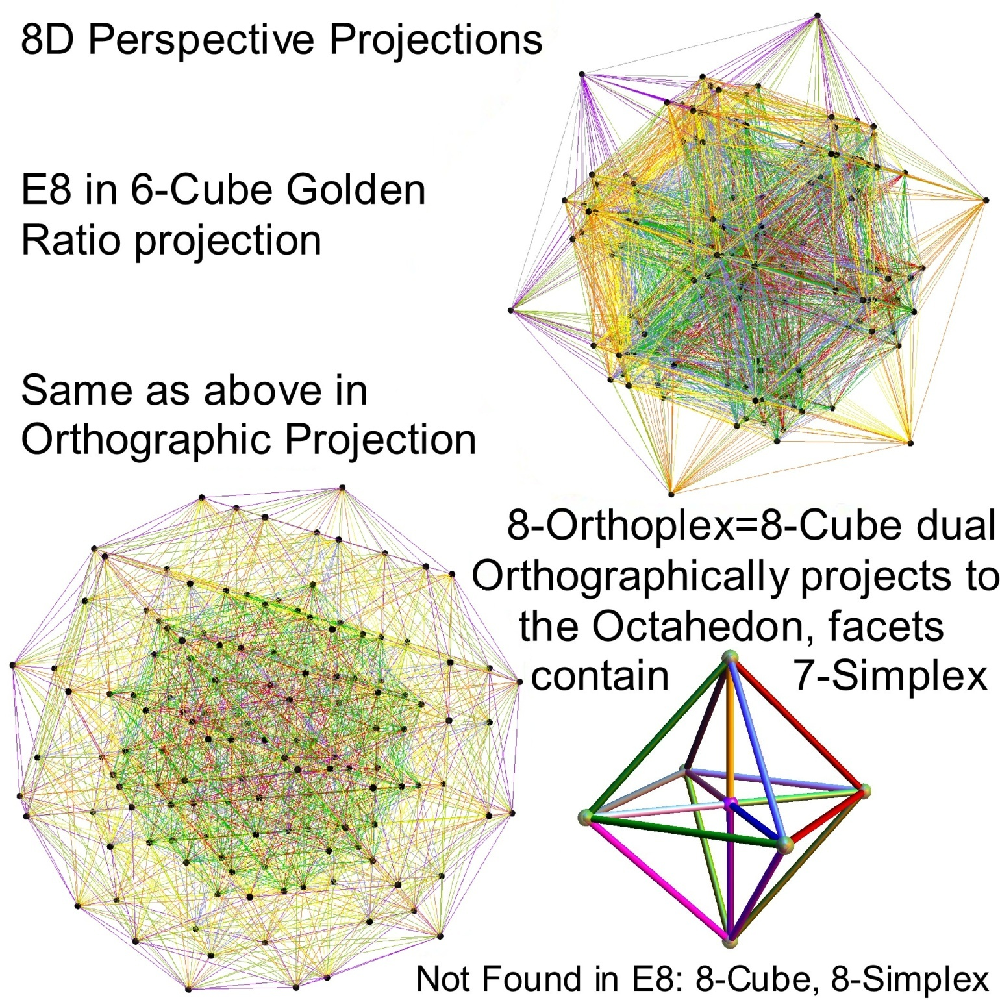 8D Perspective Projections
E8 in 6-Cube Golden
Ratio projection
Same as above in
Orthographic Projection
8-Orthoplex=8-Cube dual
Orthographically projects to
the Octahedon, facets
contain 7-Simplex
Not Found in E8: 8-Cube, 8-Simplex